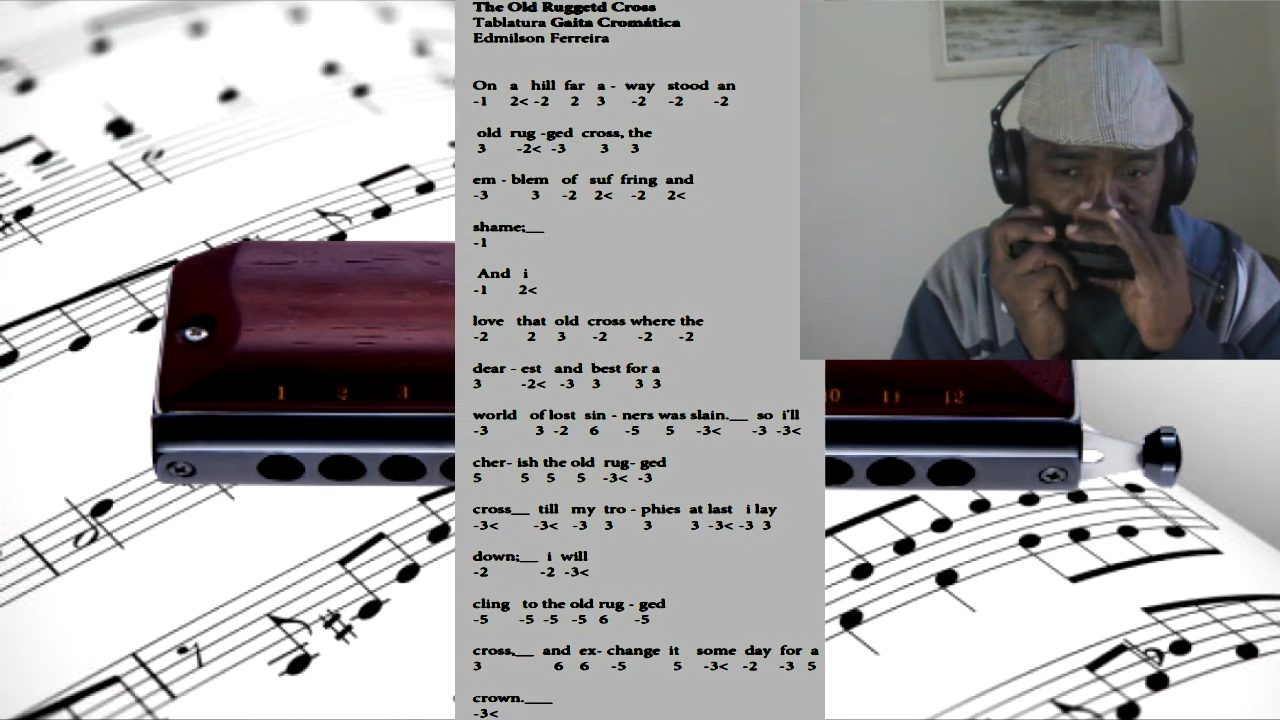 The Old Ruggetd Cross
Tablatura Gaita Cromática
Edmilson Ferreira
On a hill far a - way stood an
-1 2< -2 2 3 -2 -2 -2
old rug -ged cross, the
3 -2< -3 3 3
em - blem of suf fring and
-3 3 -2 2< -2 2<
shame;__
-1
And i
-1 2<
love that old cross where the
-2 2 3 -2 -2 -2
dear - est and best for a
3 -2< -3 3 3 3
world of lost sin - ners was slain.__ so i'll
-3 3 -2 6 -5 5 -3< -3 -3<
cher- ish the old rug- ged
5 5 5 5 -3< -3
cross__ till my tro - phies at last i lay
-3< -3< -3 3 3 3 -3< -3 3
down;__ i will
-2 -2 -3<
cling to the old rug - ged
-5 -5 -5 -5 6 -5
cross,__ and ex- change it some day for a
3 6 6 -5 5 -3< -2 -3 5
crown.___
-3<
1 2 3
10 11 12